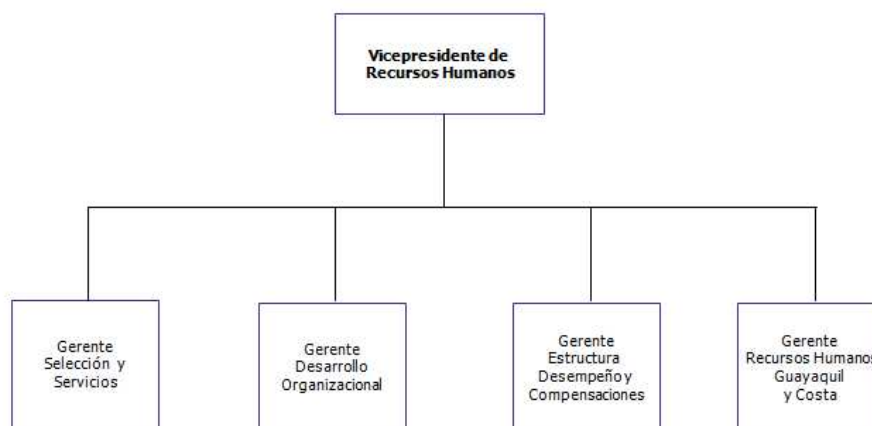 Vicepresidente de
Recursos Humanos
Gerente
Selección y
Servicios
Gerente
Desarrollo
Organizacional
Gerente
Estructura
Desempeño y
Compensaciones
Gerente
Recursos Humanos
Guayaquil
y Costa